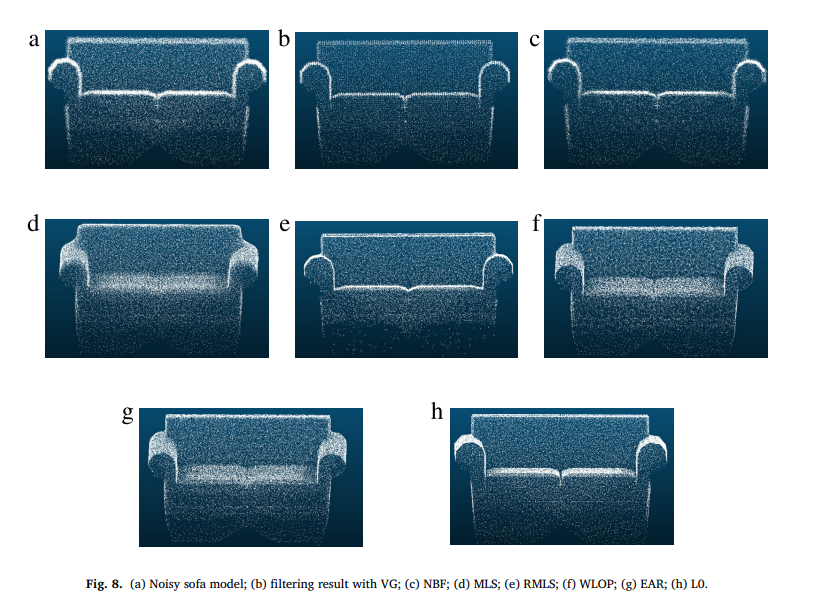 a
b
c
d
e
f
g
h
Fig. 8. (a) Noisy sofa model; (b) filtering result with VG; (c) NBF; (d) MLS; (e) RMLS; (f) WLOP; (g) EAR; (h) L0.